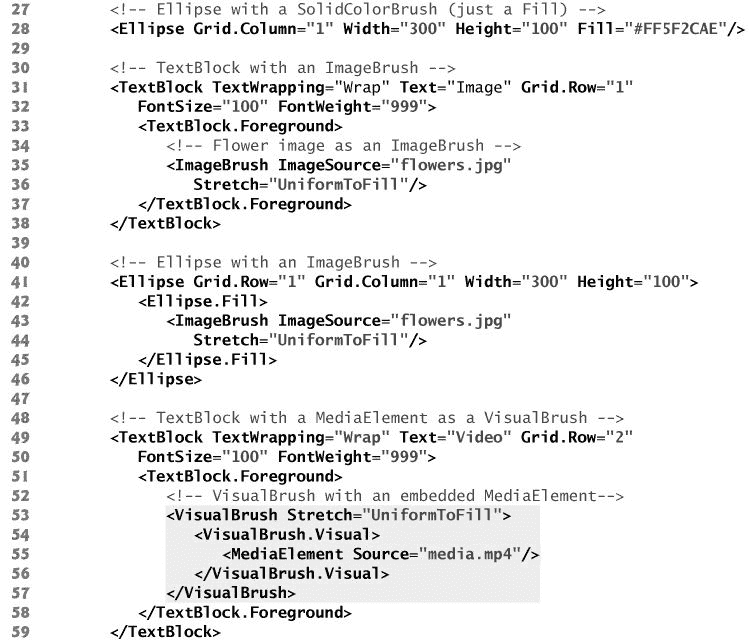 27 <!-- Ellipse with a SolidColorBrush (just a Fill) -->
28 <Ellipse Grid.Column="1" Width="300" Height="100" Fill="#FF5F2CAE"/>
29
30 <!-- TextBlock with an ImageBrush -->
31 <TextBlock TextWrapping="Wrap" Text="Image" Grid.Row="1"
32 FontSize="100" FontWeight="999">
33 <TextBlock.Foreground>
34 <!-- Flower image as an ImageBrush -->
35 <ImageBrush ImageSource="flowers.jpg"
36 Stretch="UniformToFill"/>
37 </TextBlock.Foreground>
38 </TextBlock>
39
40 <!-- Ellipse with an ImageBrush -->
41 <Ellipse Grid.Row="1" Grid.Column="1" Width="300" Height="100">
42 <Ellipse.Fill>
43 <ImageBrush ImageSource="flowers.jpg"
44 Stretch="UniformToFill"/>
45 </Ellipse.Fill>
46 </Ellipse>
47
48 <!-- TextBlock with a MediaElement as a VisualBrush -->
49 <TextBlock TextWrapping="Wrap" Text="Video" Grid.Row="2"
50 FontSize="100" FontWeight="999">
51 <TextBlock.Foreground>
52 <!-- VisualBrush with an embedded MediaElement-->
53 <VisualBrush Stretch="UniformToFill">
54 <VisualBrush.Visual>
55 <MediaElement Source="media.mp4"/>
56 </VisualBrush.Visual>
57 </VisualBrush>
58 </TextBlock.Foreground>
59 </TextBlock>